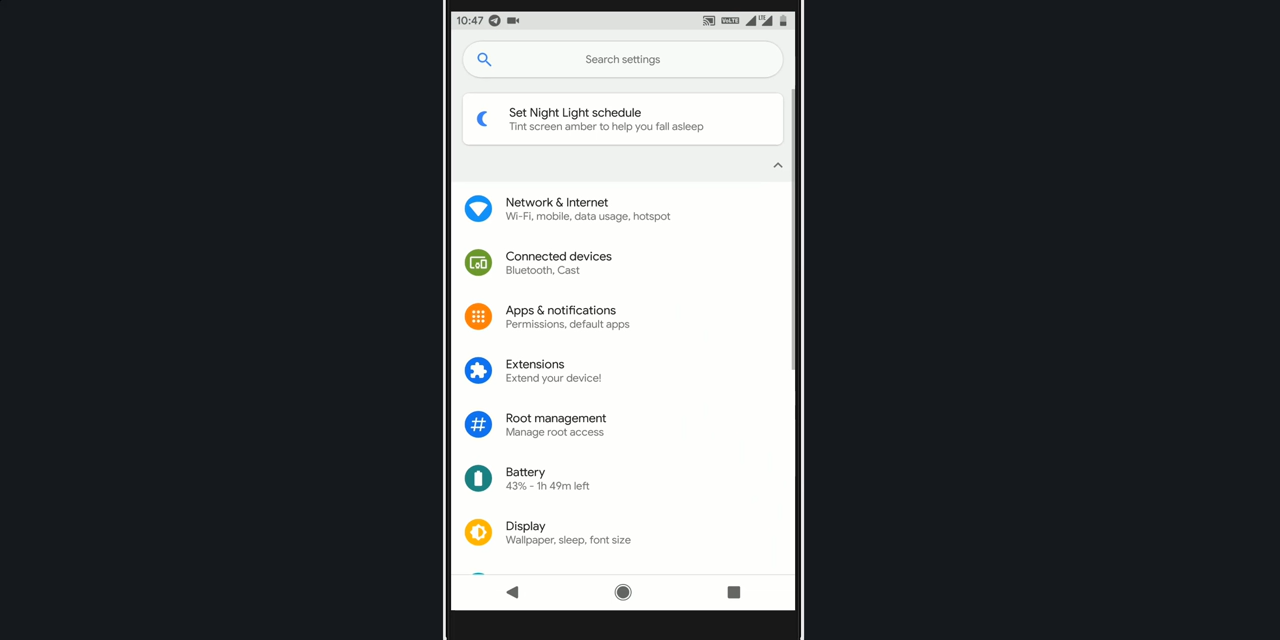 10:47 VoLTE LTE
Search settings
Set Night Light schedule
Tint screen amber to help you fall asleep
Network & Internet
Wi-Fi, mobile, data usage, hotspot
Connected devices
Bluetooth, Cast
Apps & notifications
Permissions, default apps
Extensions
Extend your device!
Root management
Manage root access
Battery
43% - 1h 49m left
Display
Wallpaper, sleep, font size